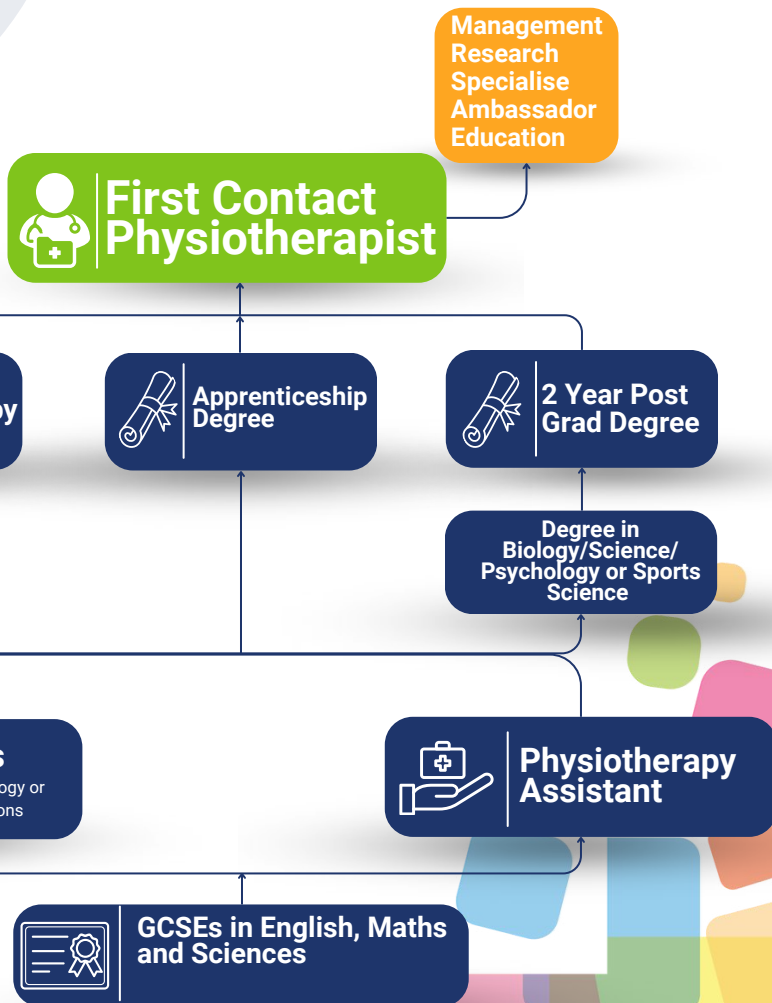 Management
Research
Specialise
Ambassador
Education
First Contact
Physiotherapist
Apprenticeship
Degree
2 Year Post
Grad Degree
Degree in
Biology/Science/
Psychology or Sports
Science
Physiotherapy
Assistant
GCSEs in English, Maths
and Sciences